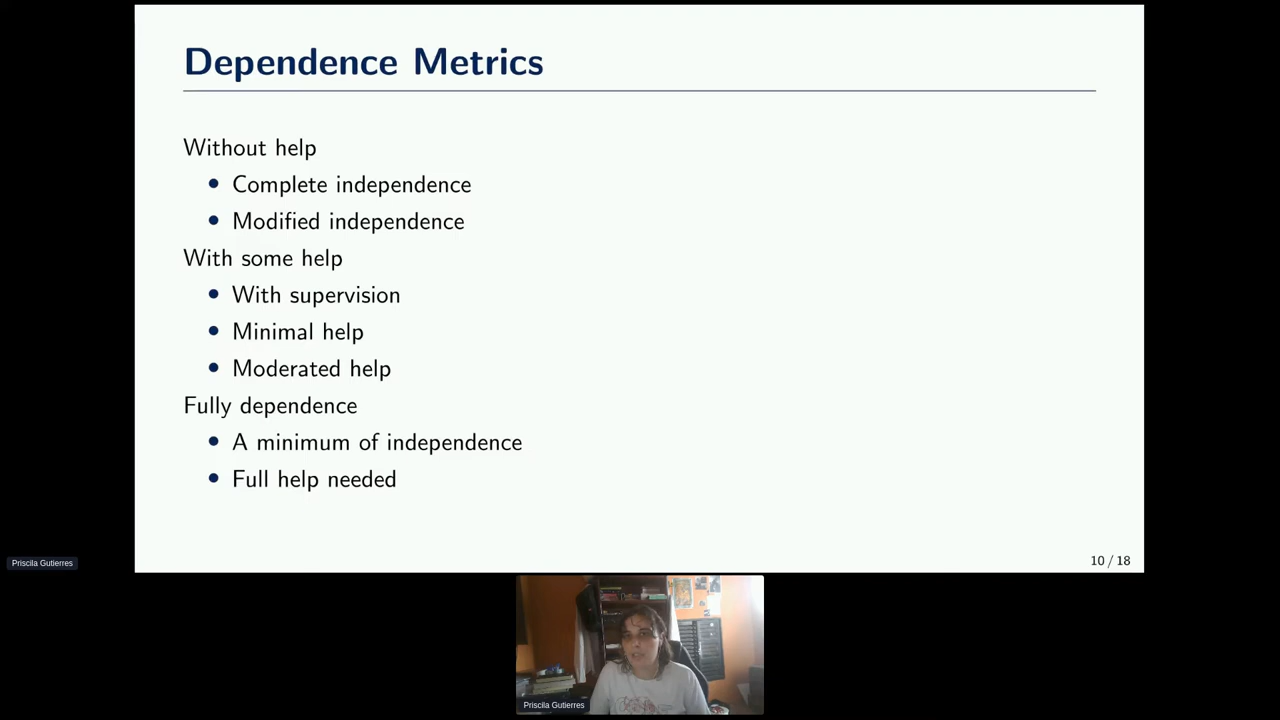 Dependence Metrics
Without help
• Complete independence
• Modified independence
With some help
• With supervision
• Minimal help
• Moderated help
Fully dependence
• A minimum of independence
• Full help needed
10 / 18
Priscila Gutierres
Priscila Gutierres